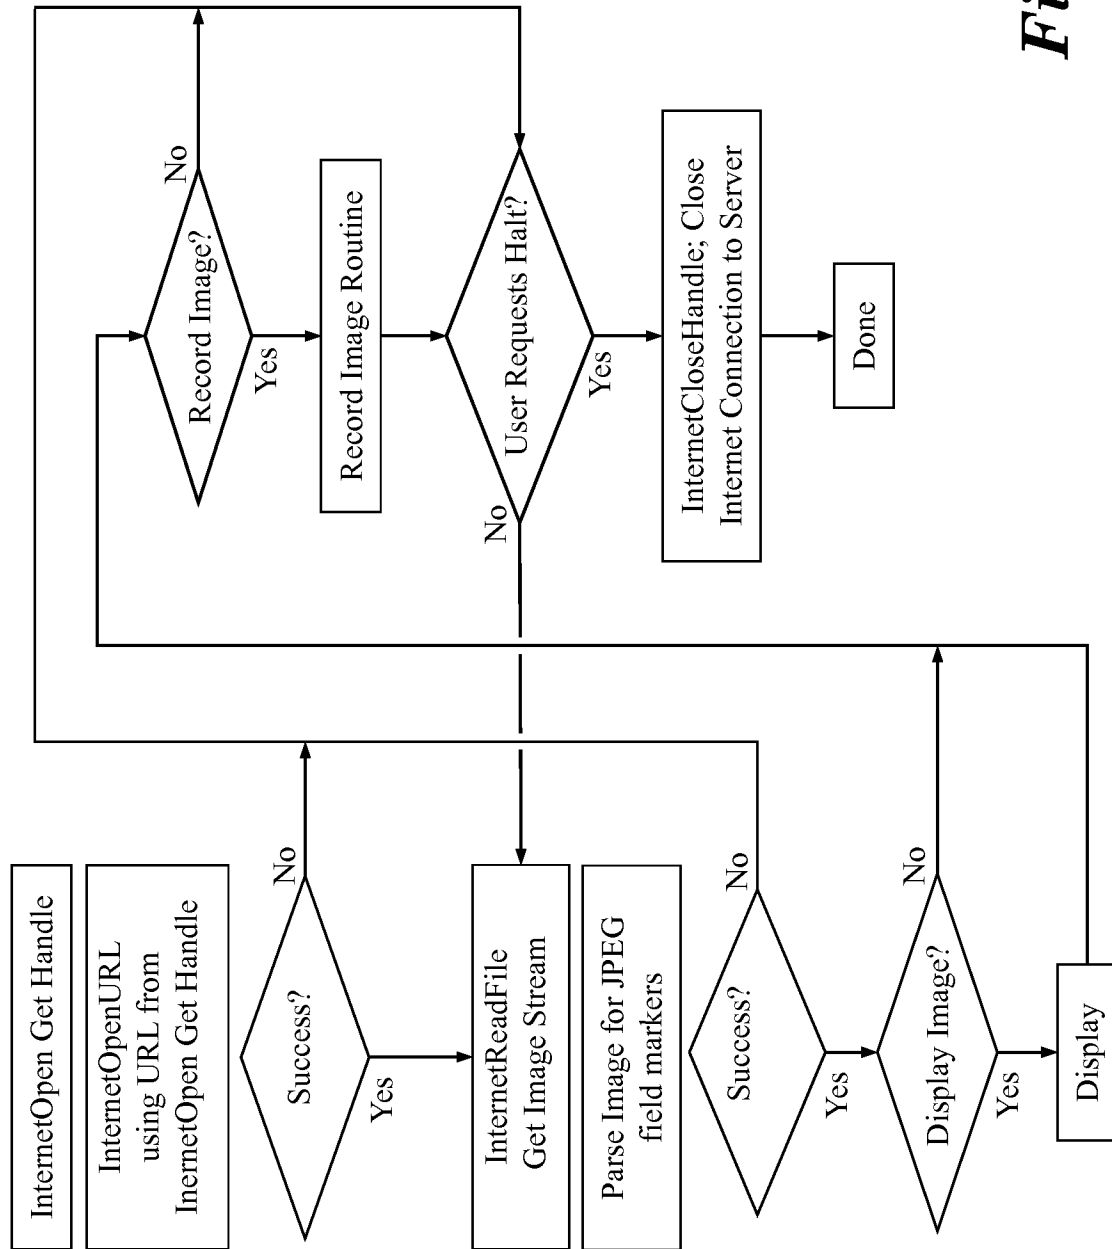 InternetOpen Get Handle
InternetOpenURL
using URL from
InernetOpen Get Handle
Success?
No
Yes
InternetReadFile
Get Image Stream
Parse Image for JPEG
field markers
Success?
No
Yes
Display Image?
No
Yes
Display
Record Image?
No
Yes
Record Image Routine
User Requests Halt?
No
Yes
InternetCloseHandle; Close
Internet Connection to Server
Done
Fi